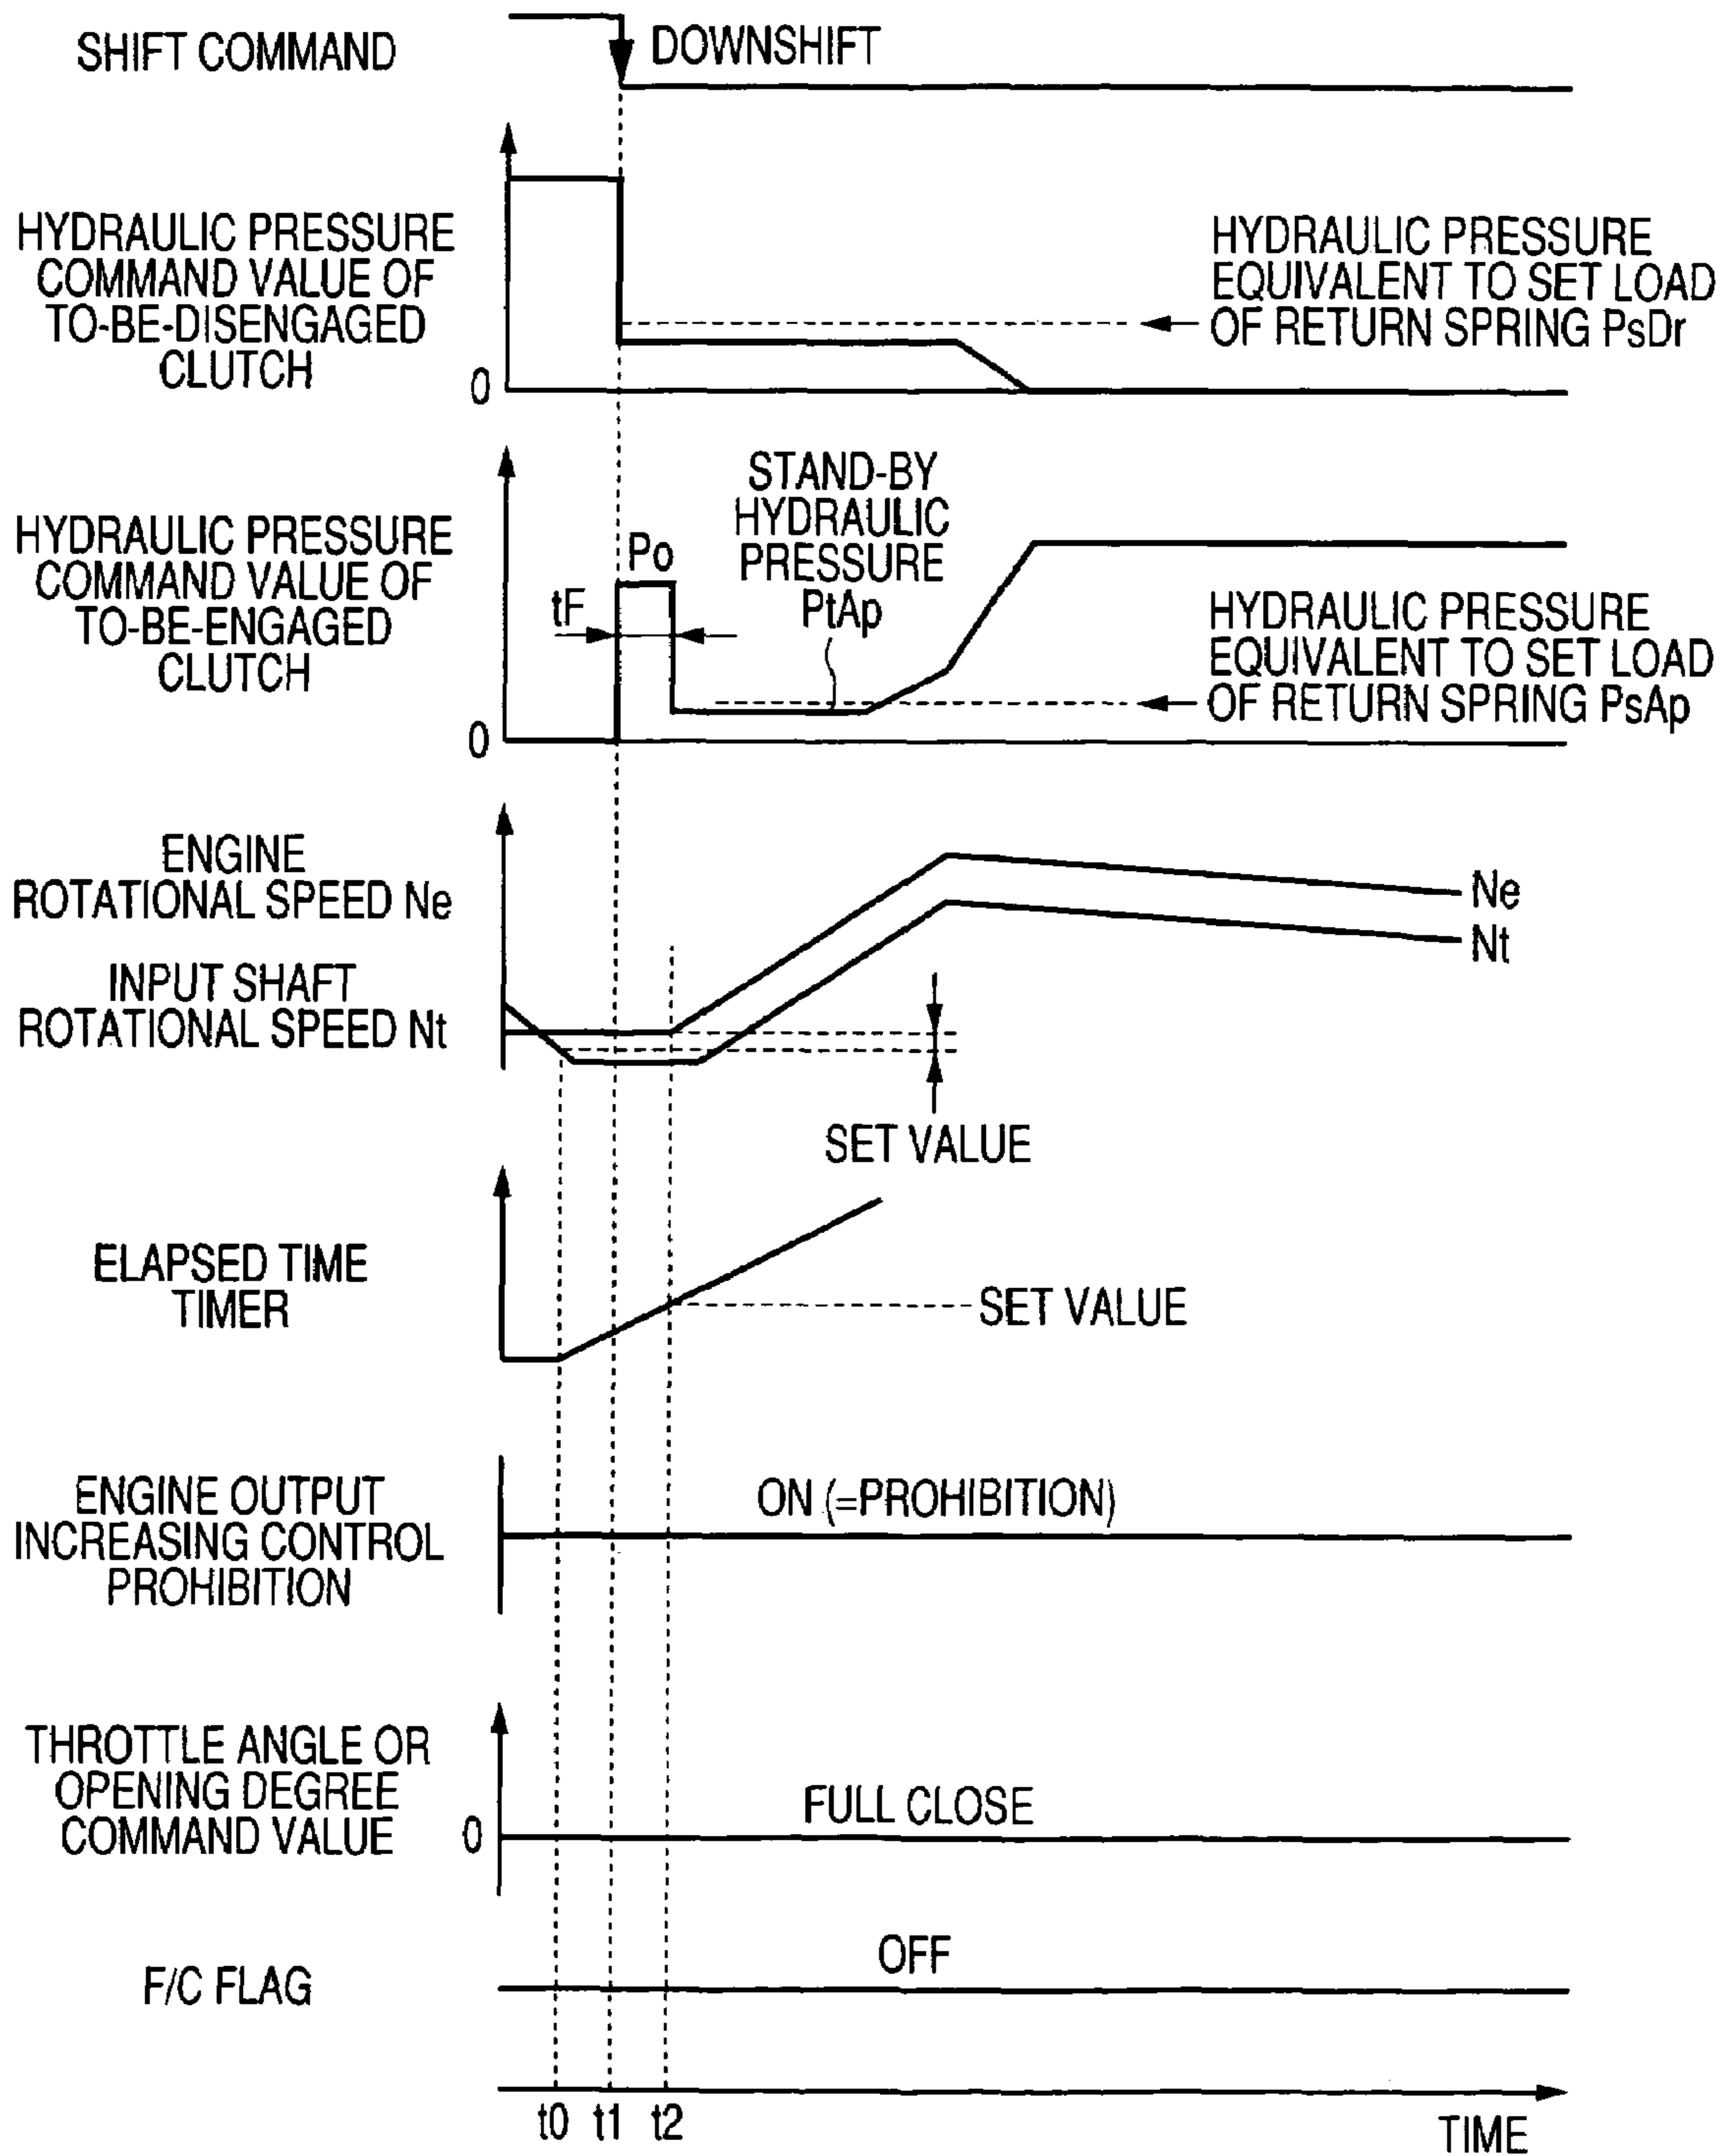 SHIFT COMMAND
DOWNSHIFT
HYDRAULIC PRESSURE
COMMAND VALUE OF
TO-BE-DISENGAGED
CLUTCH
0
HYDRAULIC PRESSURE
EQUIVALENT TO SET LOAD
OF RETURN SPRING PsDr
HYDRAULIC PRESSURE
COMMAND VALUE OF
TO-BE-ENGAGED
CLUTCH
0
tF
Po
STAND-BY
HYDRAULIC
PRESSURE
PtAp
HYDRAULIC PRESSURE
EQUIVALENT TO SET LOAD
OF RETURN SPRING PsAp
ENGINE
ROTATIONAL SPEED Ne
INPUT SHAFT
ROTATIONAL SPEED Nt
Ne
Nt
SET VALUE
ELAPSED TIME
TIMER
SET VALUE
ENGINE OUTPUT
INCREASING CONTROL
PROHIBITION
ON (=PROHIBITION)
THROTTLE ANGLE OR
OPENING DEGREE
COMMAND VALUE
0
FULL CLOSE
F/C FLAG
OFF
t0 t1 t2
TIME